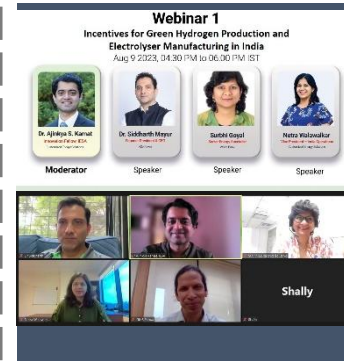 Webinar 1
Incentives for Green Hydrogen Production and
Electrolyser Manufacturing in India
Aug 9 2023, 04.30 PM to 06.00 PM IST
Dr. Ajinkya S. Kamat
Dr. Siddharth Mayur
Surbhi Goyal
Netra Walawalkar
Moderator
Speaker
Speaker
Speaker
Shally